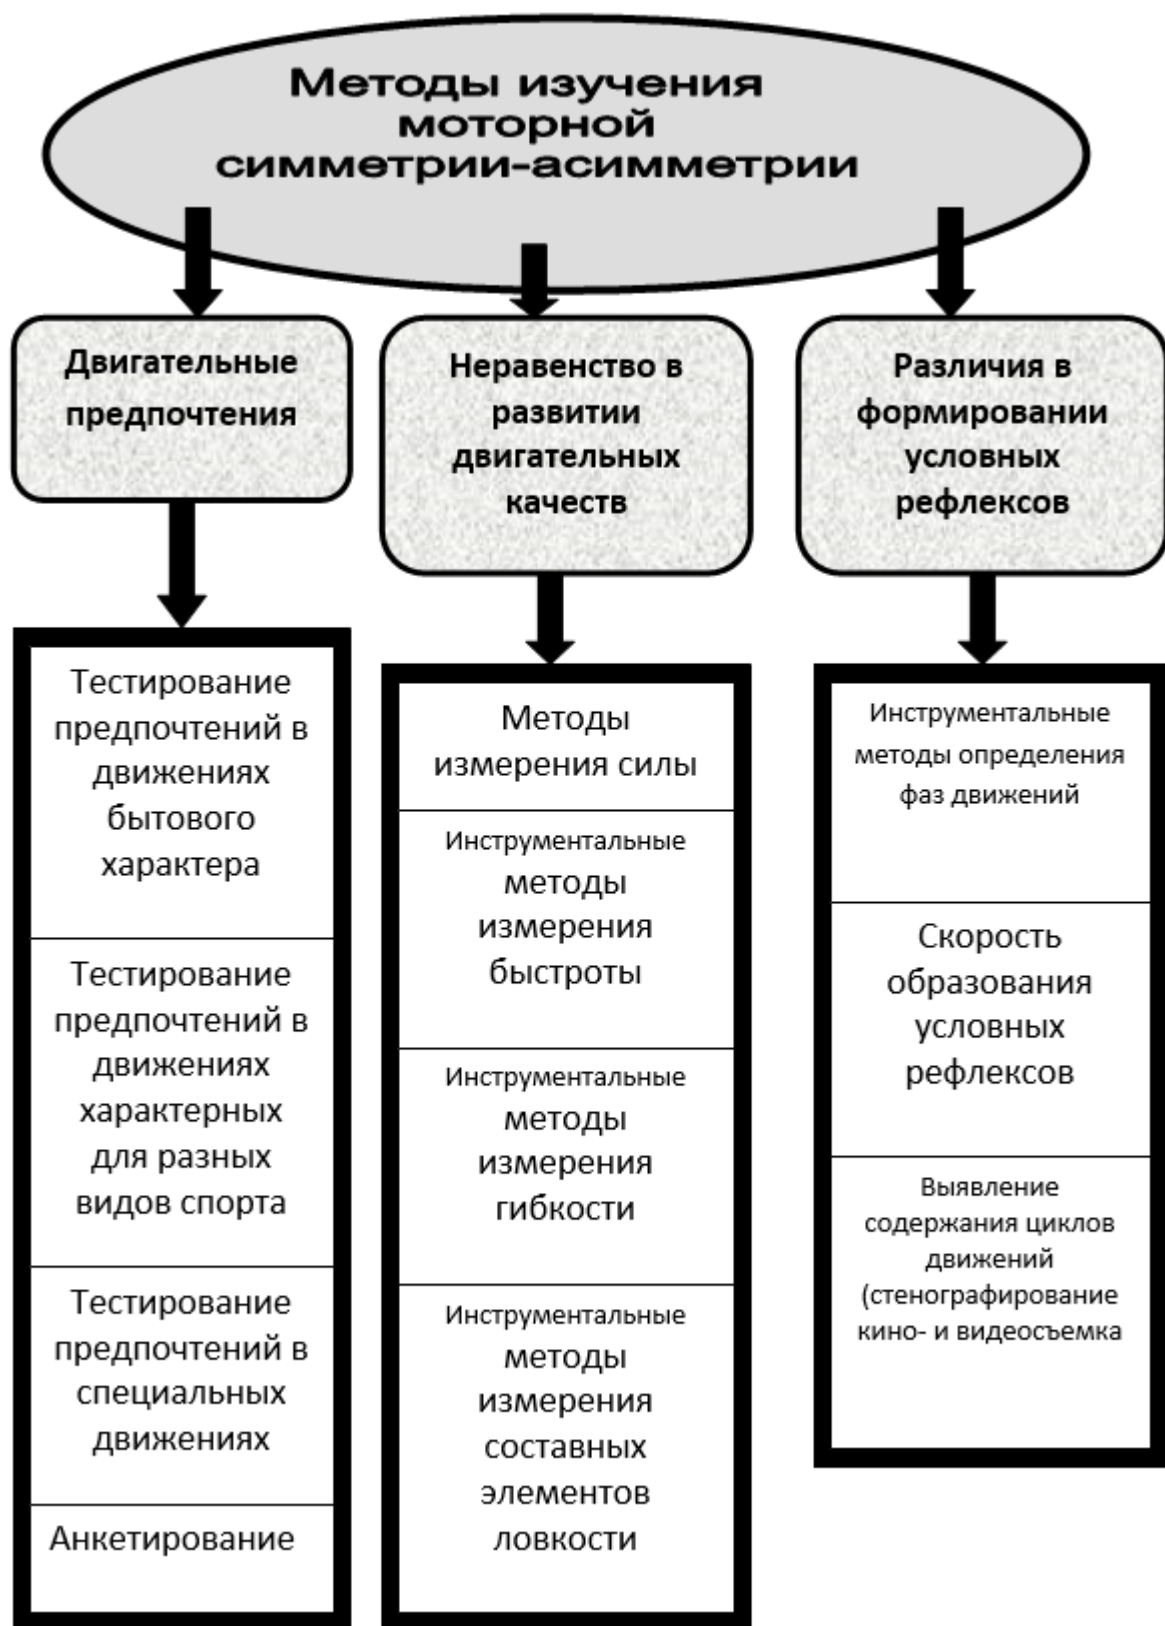 Методы изучения
моторной
симметрии-асимметрии
Двигательные
предпочтения
Неравенство в
развитии
двигательных
качеств
Различия в
формировании
условных
рефлексов
Тестирование
предпочтений в
движениях
бытового
характера
Тестирование
предпочтений в
движениях
характерных
для разных
видов спорта
Тестирование
предпочтений в
специальных
движениях
Анкетирование
Методы
измерения силы
Инструментальные
методы
измерения
быстроты
Инструментальные
методы
измерения
гибкости
Инструментальные
методы
измерения
составных
элементов
ловкости
Инструментальные
методы определения
фаз движений
Скорость
образования
условных
рефлексов
Выявление
содержания циклов
движений
(стенографирование
кино- и видеосъемка